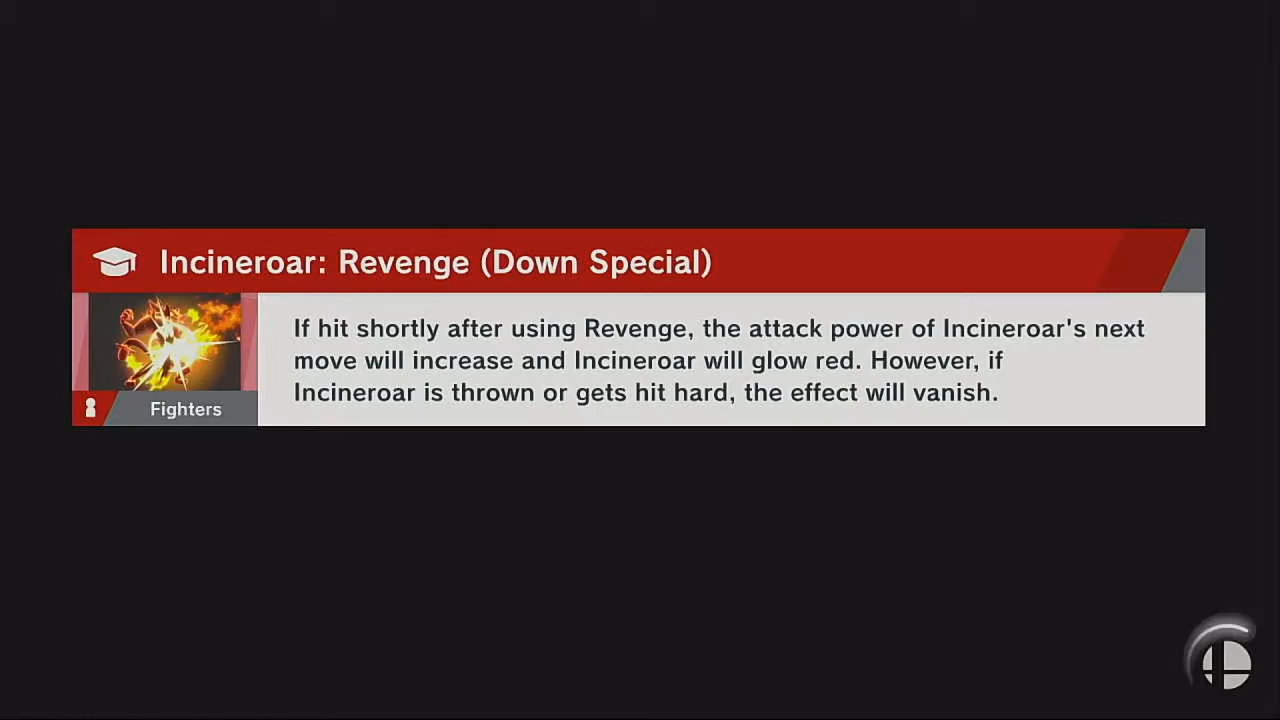 Incineroar: Revenge (Down Special)
If hit shortly after using Revenge, the attack power of Incineroar's next
move will increase and Incineroar will glow red. However, if
Incineroar is thrown or gets hit hard, the effect will vanish.
Fighters